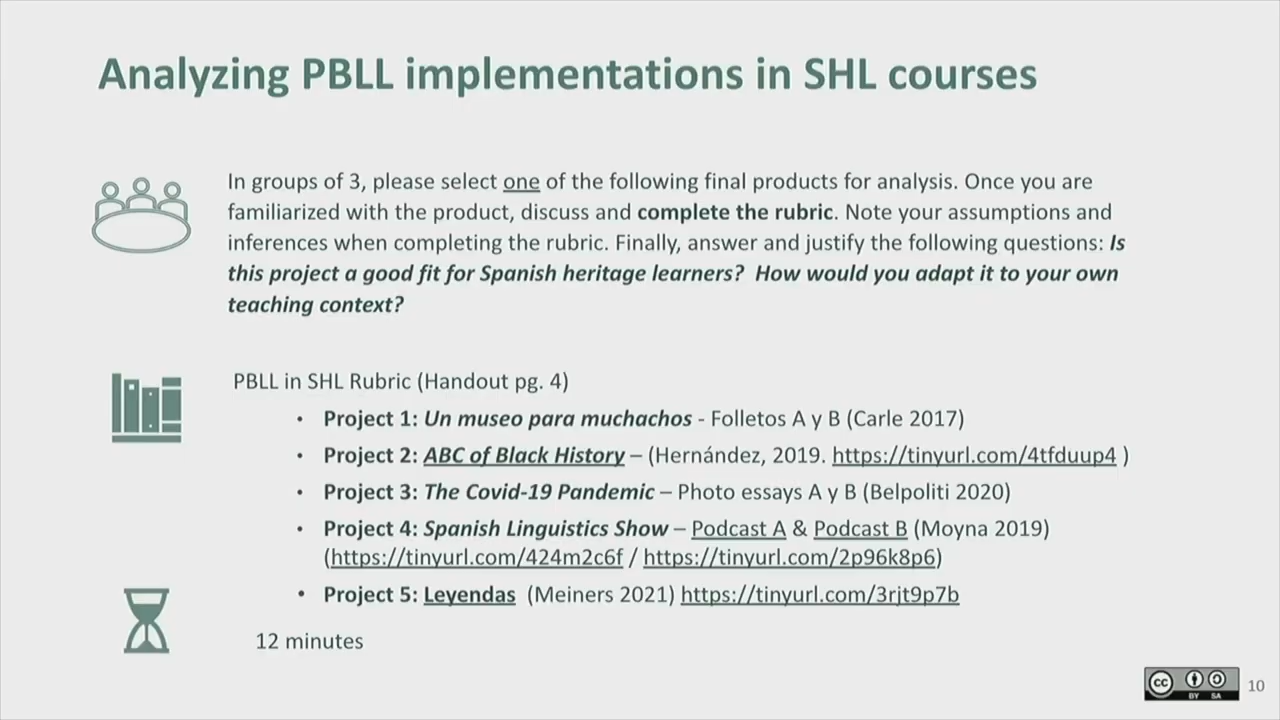 Analyzing PBLL implementations in SHL courses
In groups of 3, please select one of the following final products for analysis. Once you are
familiarized with the product, discuss and complete the rubric. Note your assumptions and
inferences when completing the rubric. Finally, answer and justify the following questions: Is
this project a good fit for Spanish heritage learners? How would you adapt it to your own
teaching context?
PBLL in SHL Rubric (Handout pg. 4)
• Project 1: Un museo para muchachos - Folletos A y B (Carle 2017)
• Project 2: ABC of Black History – (Hernández, 2019. https://tinyurl.com/4tfduup4 )
• Project 3: The Covid-19 Pandemic – Photo essays A y B (Belpoliti 2020)
• Project 4: Spanish Linguistics Show – Podcast A & Podcast B (Moyna 2019)
(https://tinyurl.com/424m2c6f / https://tinyurl.com/2p96k8p6)
• Project 5: Leyendas (Meiners 2021) https://tinyurl.com/3rjt9p7b
12 minutes
cc BY SA
10